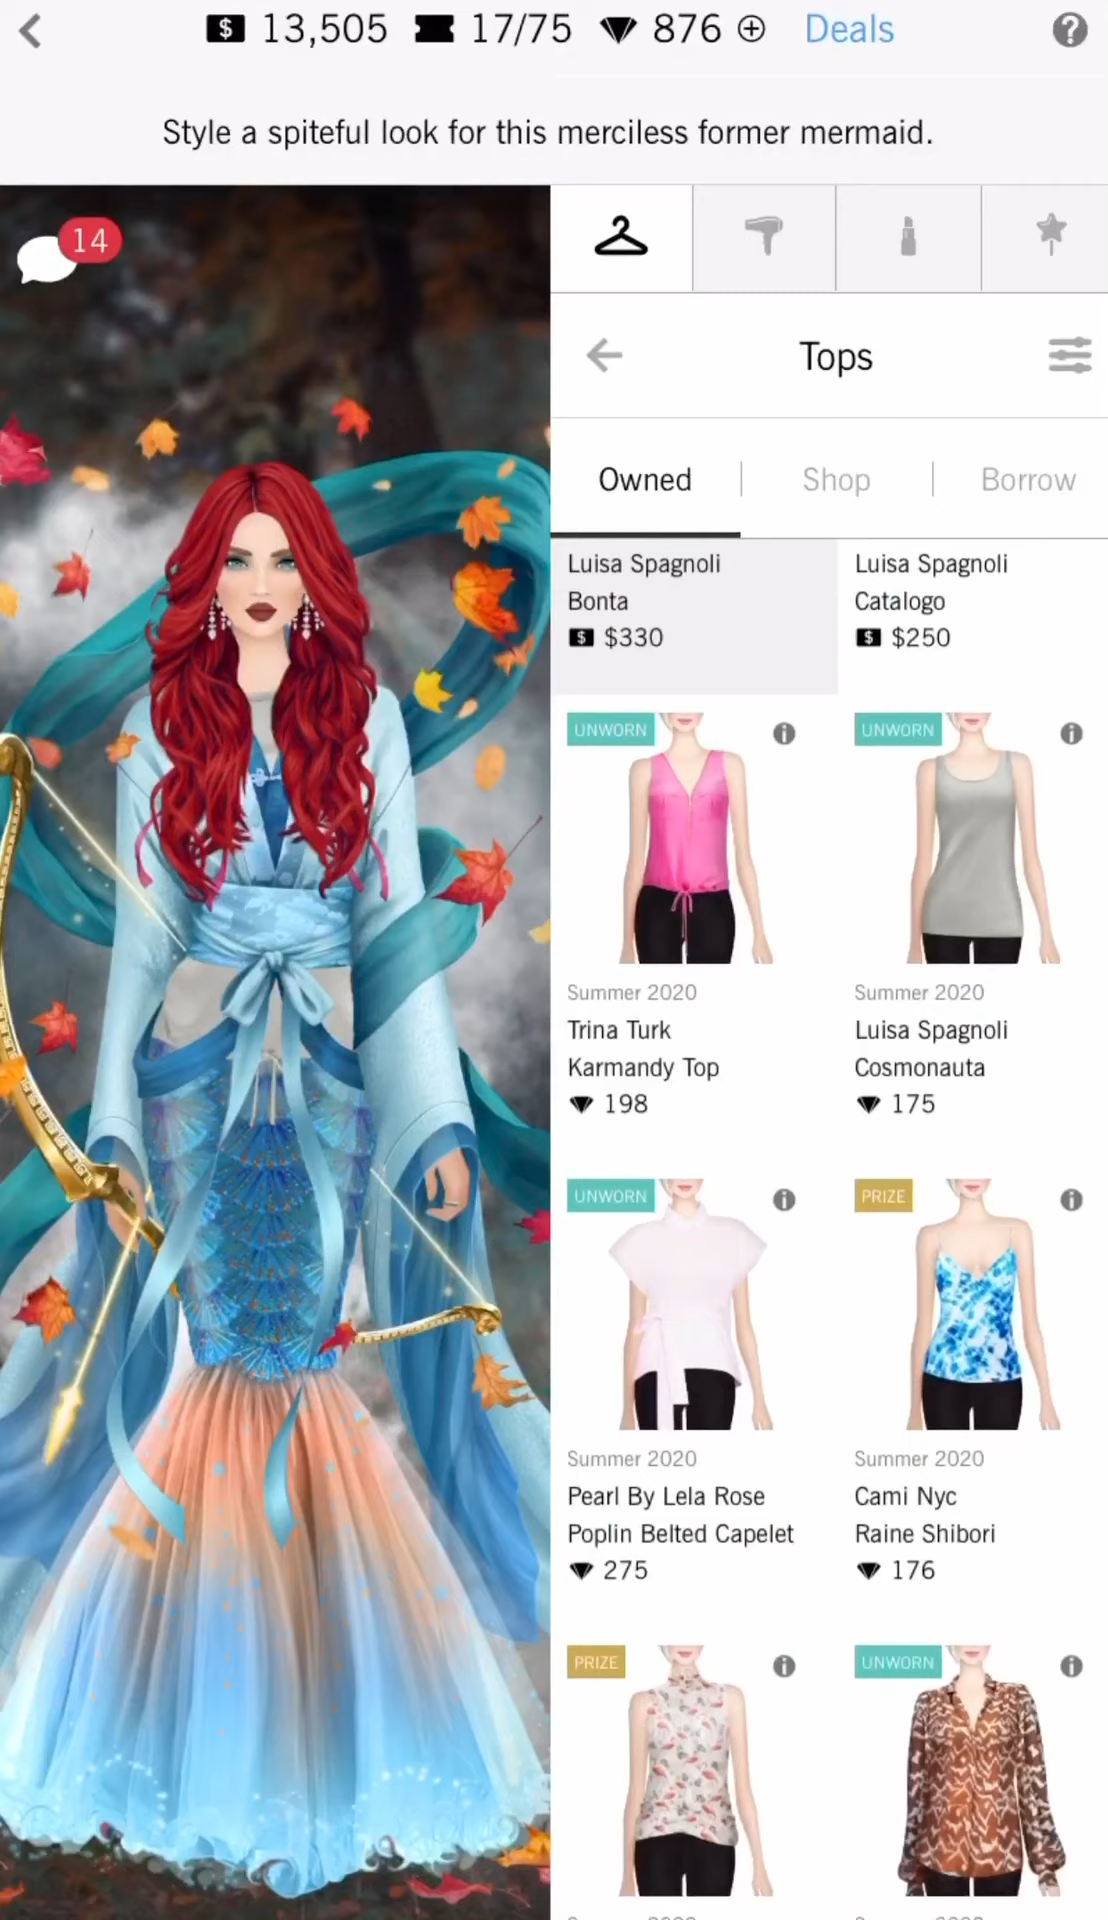 $ 13,505 17/75 876 + Deals ?
Style a spiteful look for this merciless former mermaid.
14
Tops
Owned Shop Borrow
Luisa Spagnoli
Bonta
$ $330
Luisa Spagnoli
Catalogo
$ $250
UNWORN i
Summer 2020
Trina Turk
Karmandy Top
198
UNWORN i
Summer 2020
Luisa Spagnoli
Cosmonauta
175
UNWORN i
Summer 2020
Pearl By Lela Rose
Poplin Belted Capelet
275
PRIZE i
Summer 2020
Cami Nyc
Raine Shibori
176
PRIZE i
UNWORN i